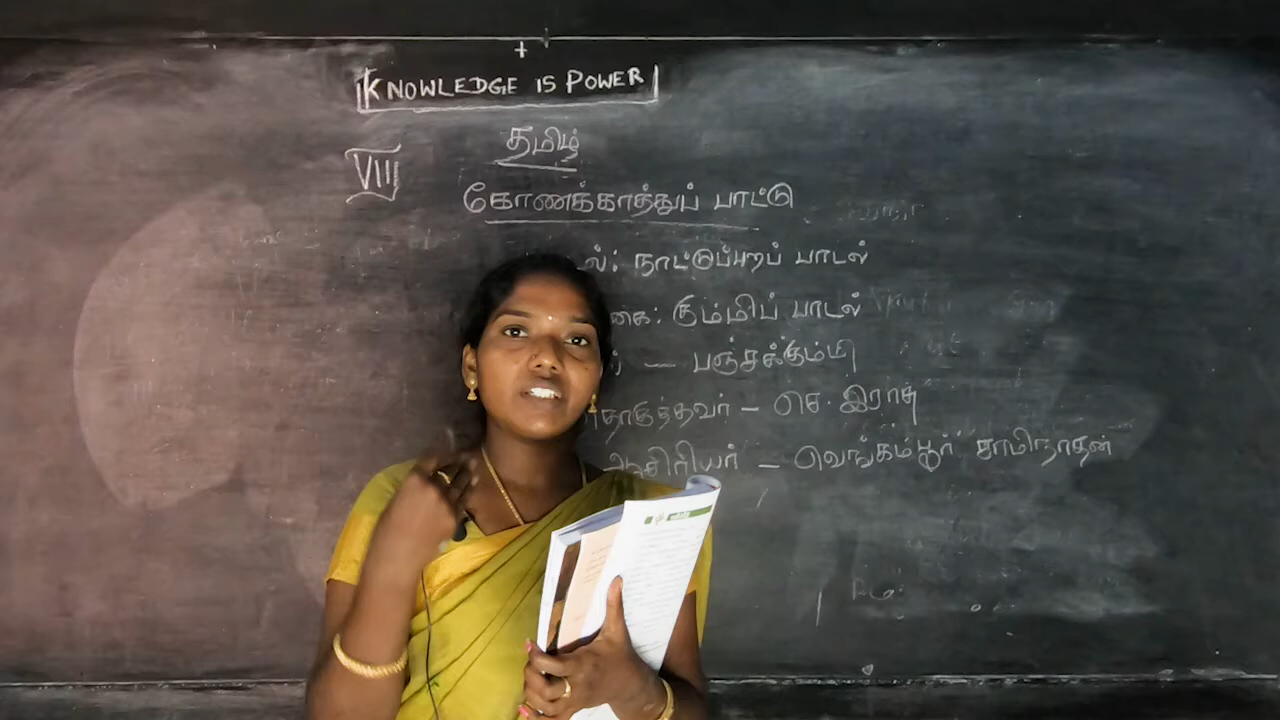 KNOWLEDGE IS POWER
தமிழ்
VIII
கோணக்காத்துப் பாட்டு
ல்: நாட்டுப்புறப் பாடல்
கை: கும்மிப் பாடல்
— பஞ்சக்கும்மி
தொகுத்தவர் – செ. இராசு
ஆசிரியர் – வெங்கம்பூர் சாமிநாதன்